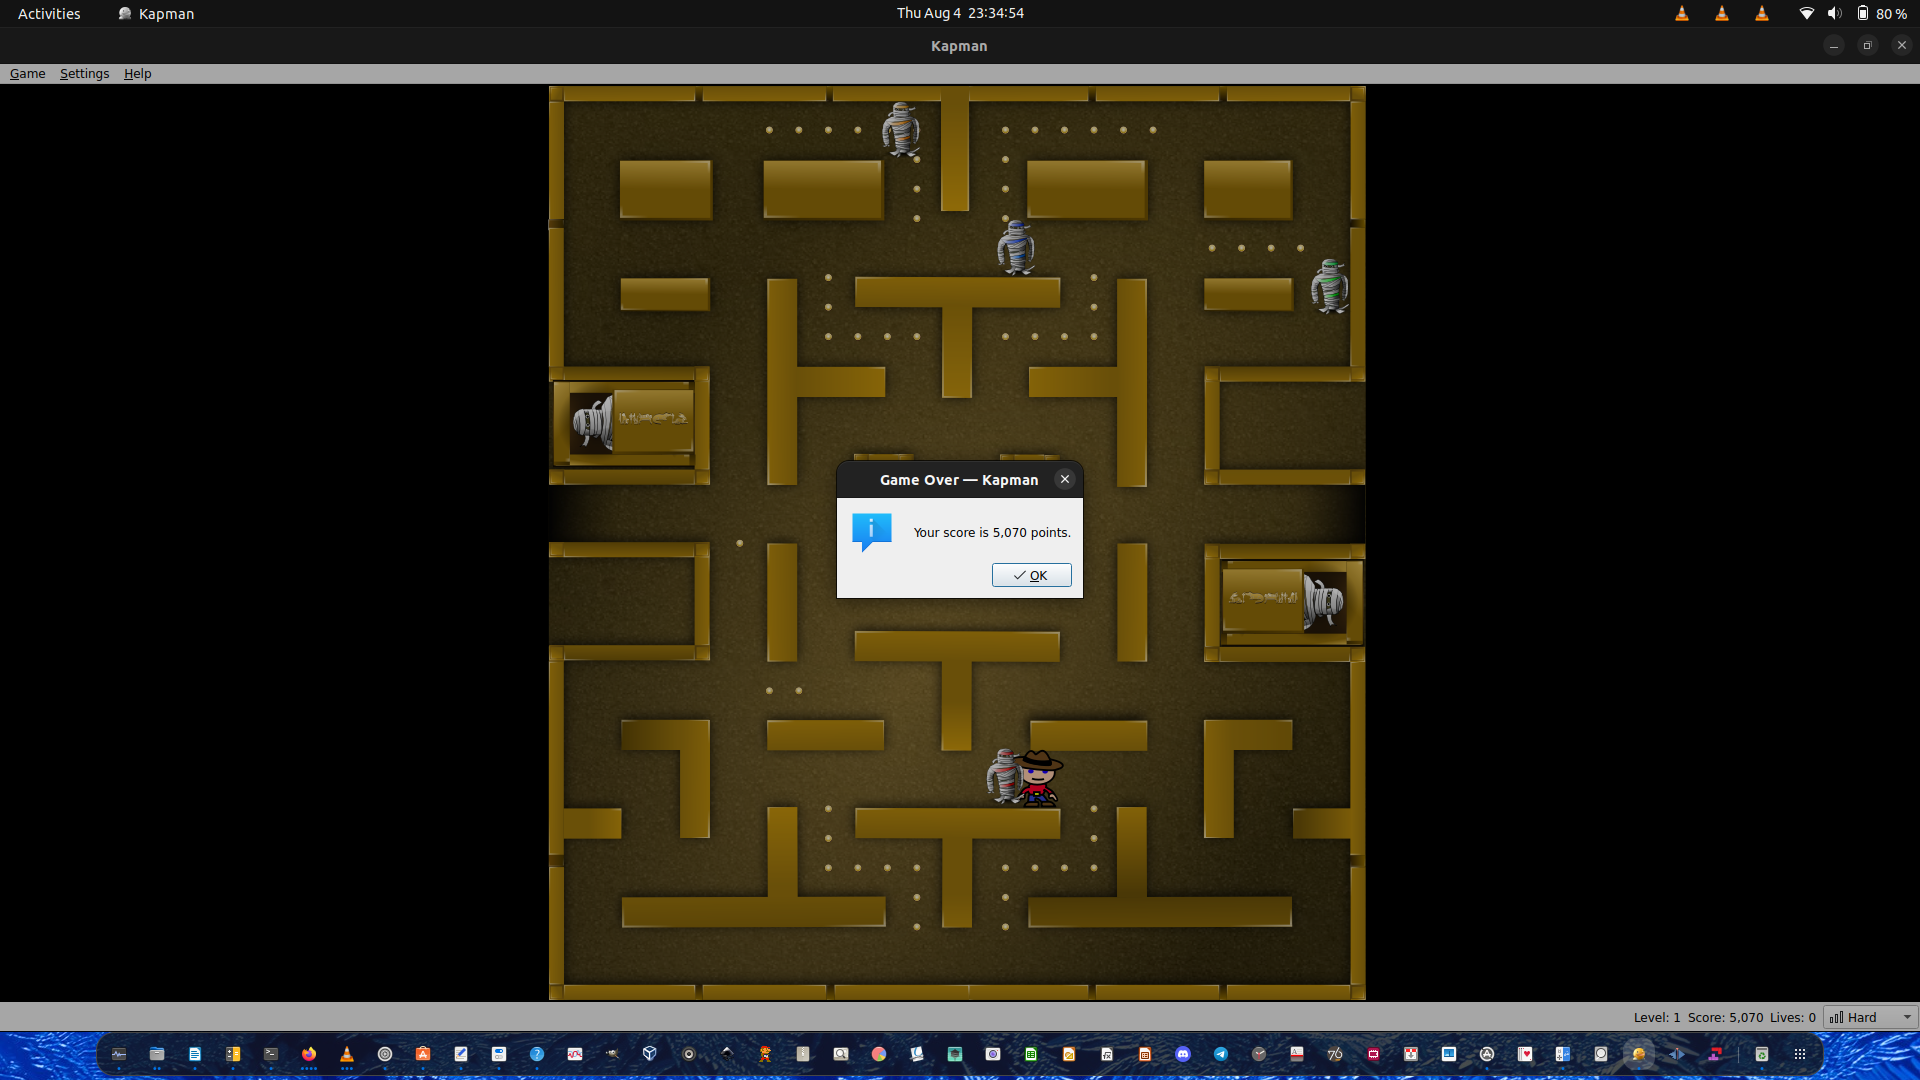 Activities Kapman Thu Aug 4 23:34:54 80 %
Kapman
Game Settings Help
Game Over — Kapman
Your score is 5,070 points.
OK
Level: 1 Score: 5,070 Lives: 0 Hard